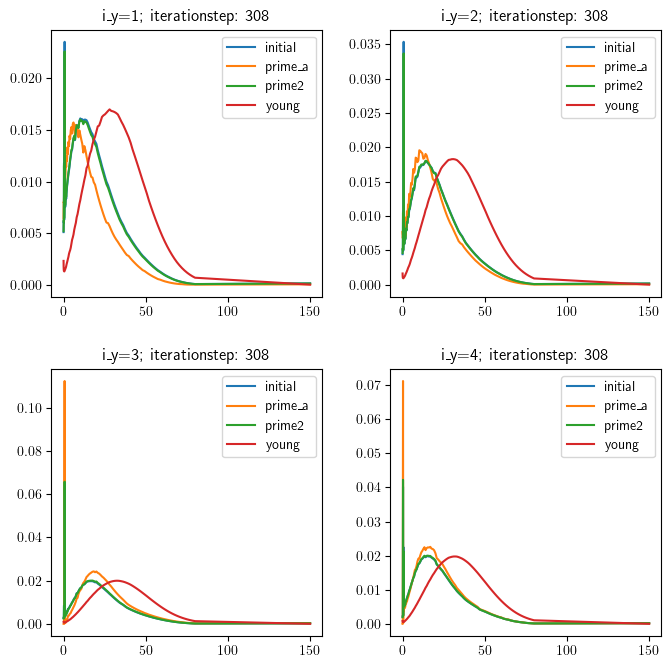 i_y=1; iterationstep: 308
initial
prime_a
prime2
young
0.020
0.015
0.010
0.005
0.000
0
50
100
150
i_y=2; iterationstep: 308
initial
prime_a
prime2
young
0.035
0.030
0.025
0.020
0.015
0.010
0.005
0.000
0
50
100
150
i_y=3; iterationstep: 308
initial
prime_a
prime2
young
0.10
0.08
0.06
0.04
0.02
0.00
0
50
100
150
i_y=4; iterationstep: 308
initial
prime_a
prime2
young
0.07
0.06
0.05
0.04
0.03
0.02
0.01
0.00
0
50
100
150